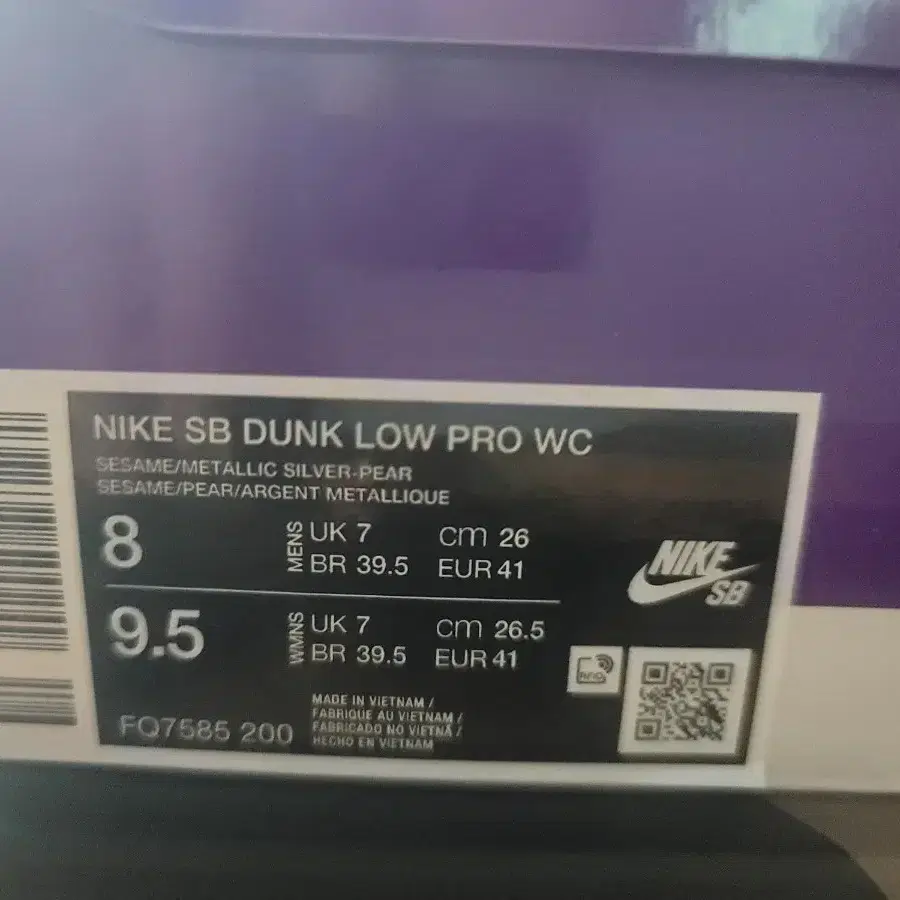 NIKE SB DUNK LOW PRO WC
SESAME/METALLIC SILVER-PEAR
SESAME/PEAR/ARGENT METALLIQUE
8
MENS
UK 7
cm 26
BR 39.5
EUR 41
9.5
WMNS
UK 7
cm 26.5
BR 39.5
EUR 41
NIKE
SB
RFID
FQ7585 200
MADE IN VIETNAM /
FABRIQUE AU VIETNAM /
FABRICADO NO VIETNÃ /
HECHO EN VIETNAM